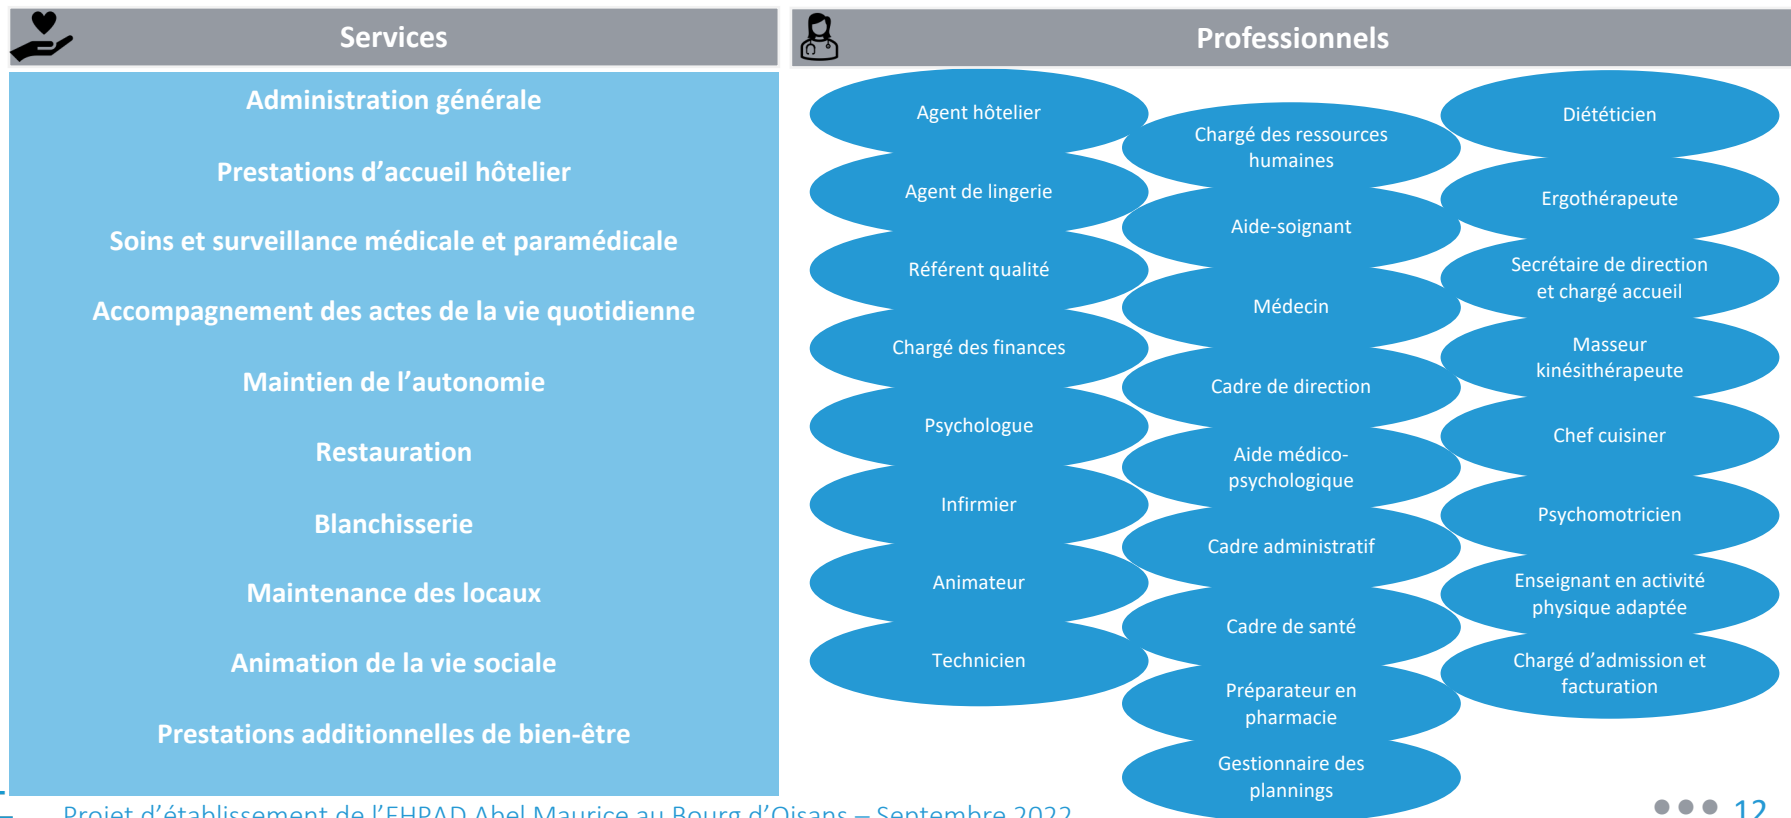 Services
Administration générale
Prestations d’accueil hôtelier
Soins et surveillance médicale et paramédicale
Accompagnement des actes de la vie quotidienne
Maintien de l’autonomie
Restauration
Blanchisserie
Maintenance des locaux
Animation de la vie sociale
Prestations additionnelles de bien-être
Professionnels
Agent hôtelier
Agent de lingerie
Référent qualité
Chargé des finances
Psychologue
Infirmier
Animateur
Technicien
Chargé des ressources
humaines
Aide-soignant
Médecin
Cadre de direction
Aide médico-
psychologique
Cadre administratif
Cadre de santé
Préparateur en
pharmacie
Gestionnaire des
plannings
Diététicien
Ergothérapeute
Secrétaire de direction
et chargé accueil
Masseur
kinésithérapeute
Chef cuisiner
Psychomotricien
Enseignant en activité
physique adaptée
Chargé d’admission et
facturation
Projet d’établissement de l’EHPAD Abel Maurice au Bourg d’Oisans – Septembre 2022
12